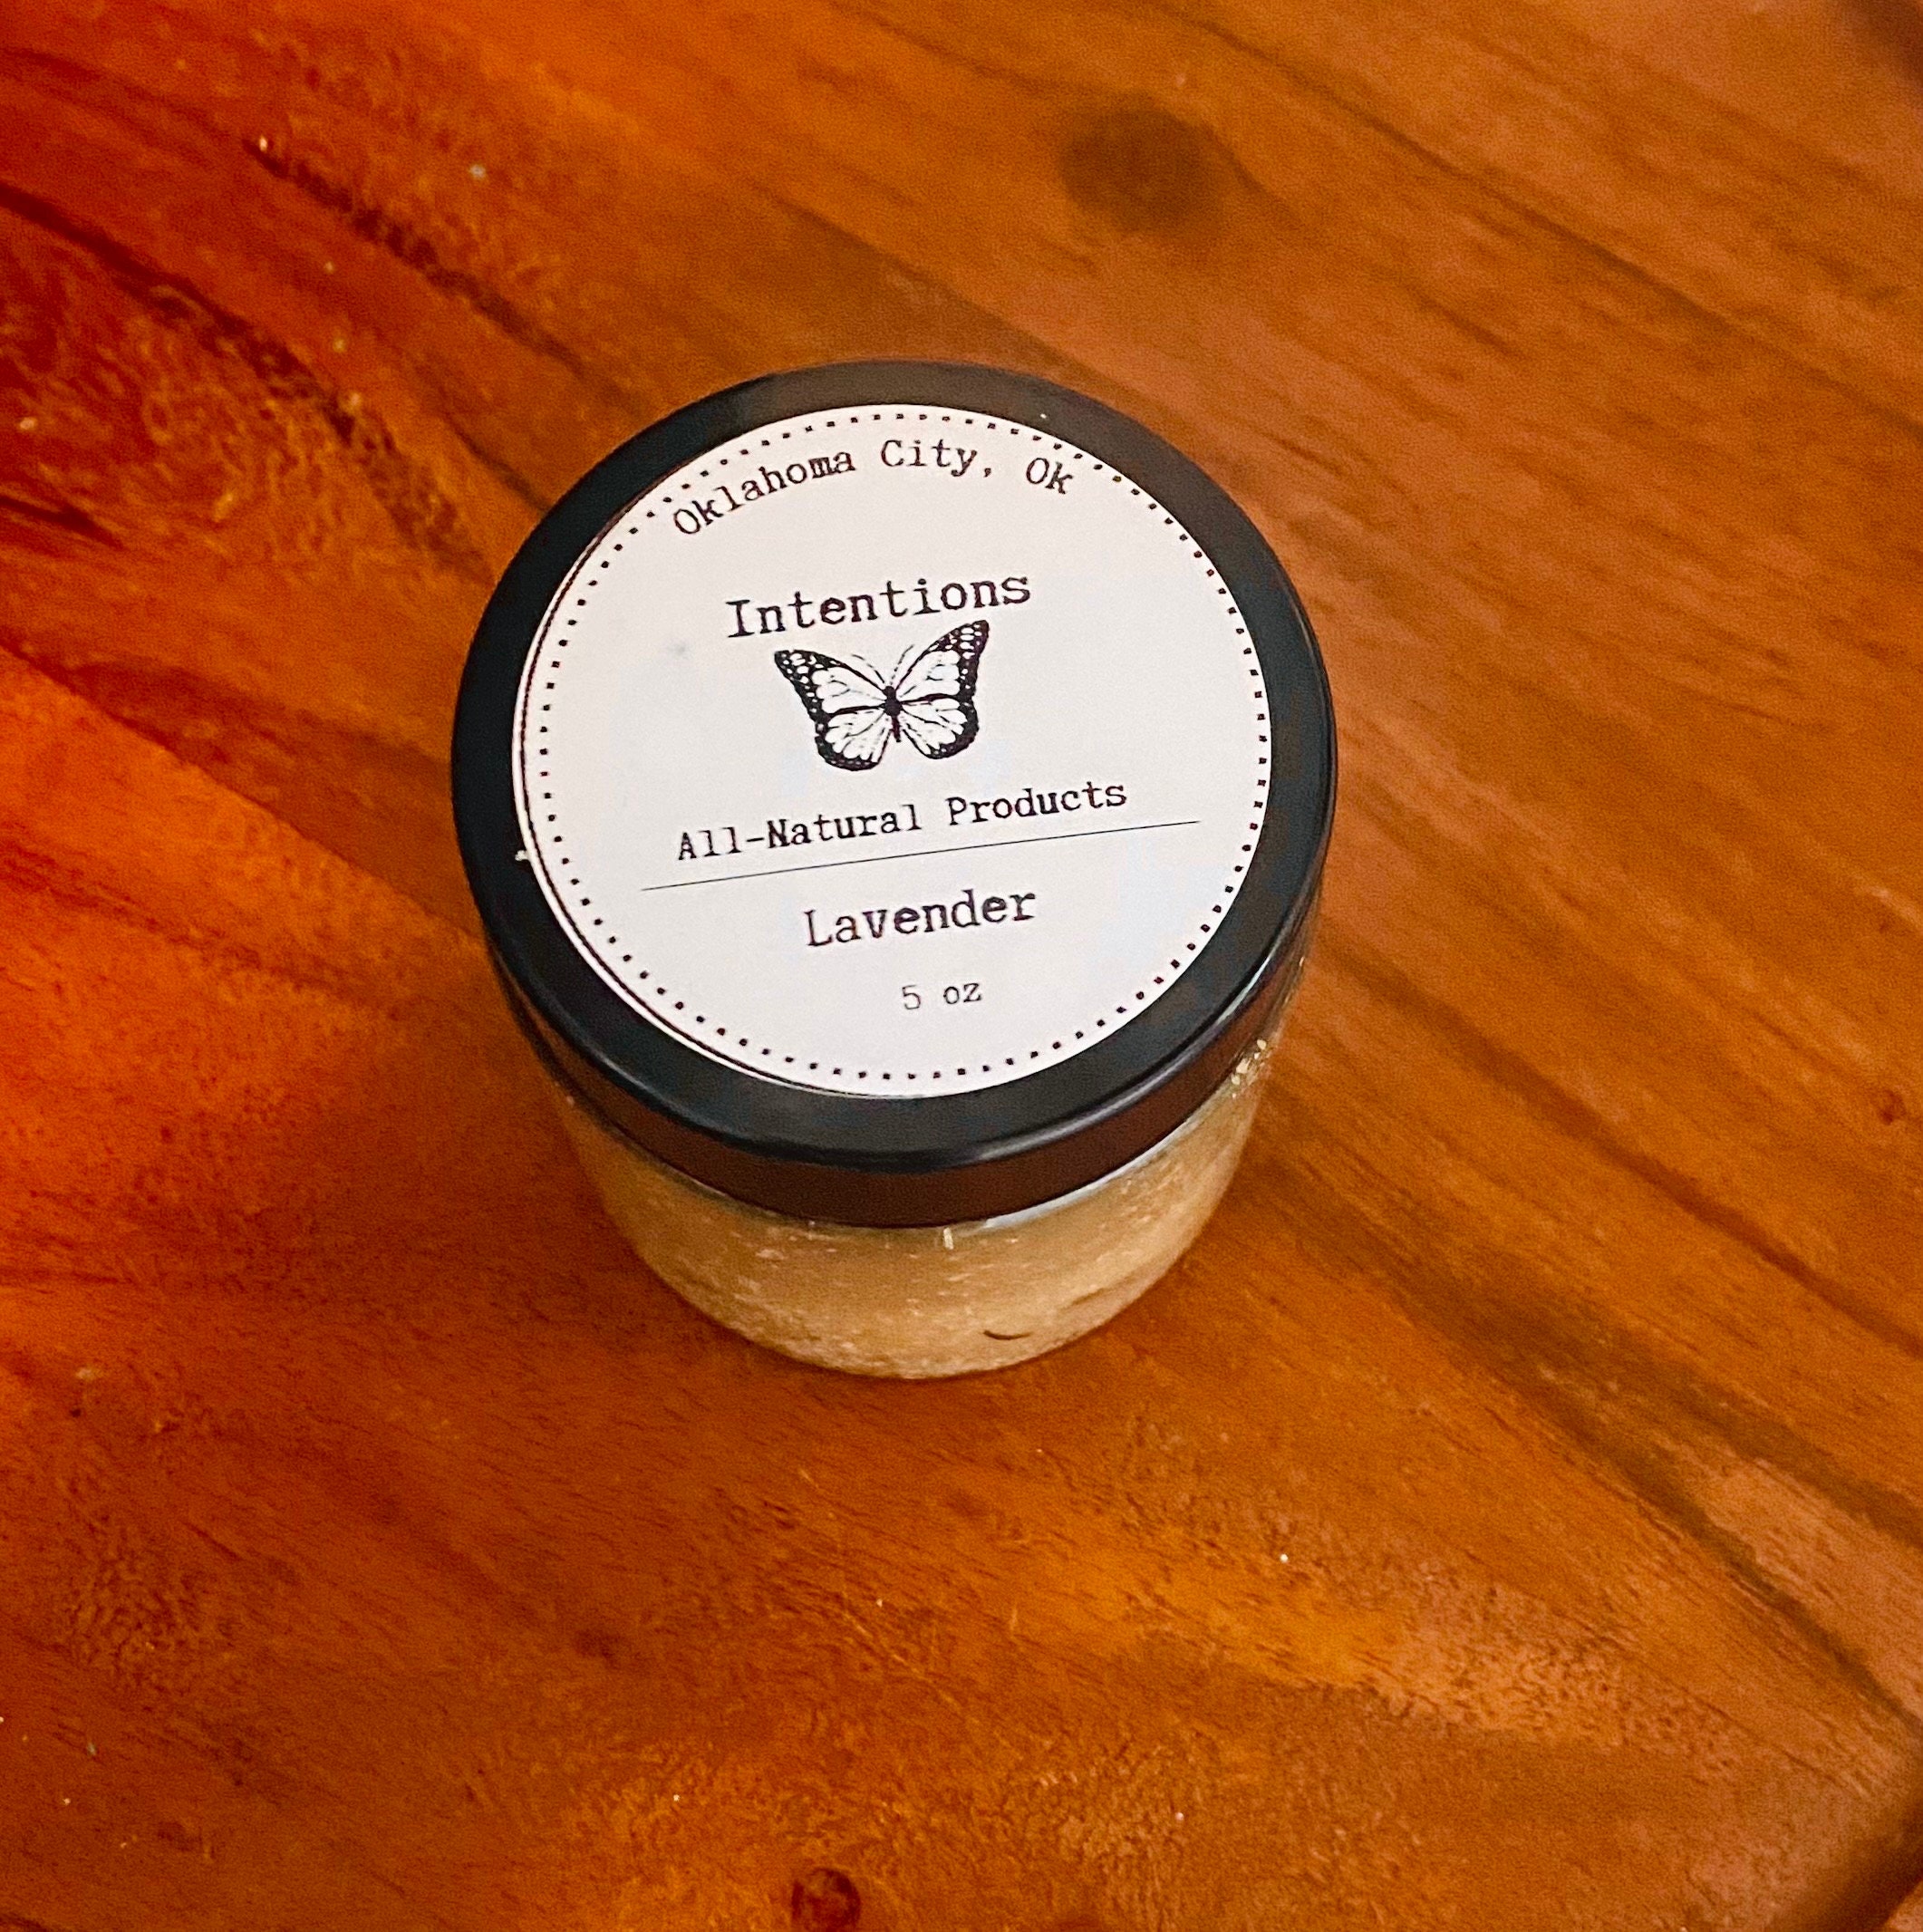 Oklahoma City, Ok
Intentions
All-Natural Products
Lavender
5 oz